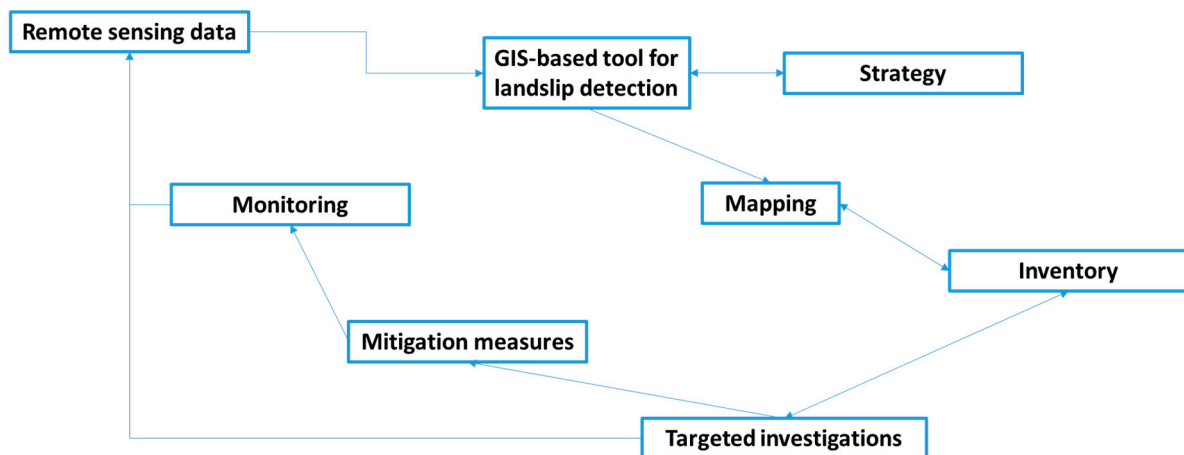 Remote sensing data
GIS-based tool for
landslip detection
Strategy
Monitoring
Mapping
Inventory
Mitigation measures
Targeted investigations